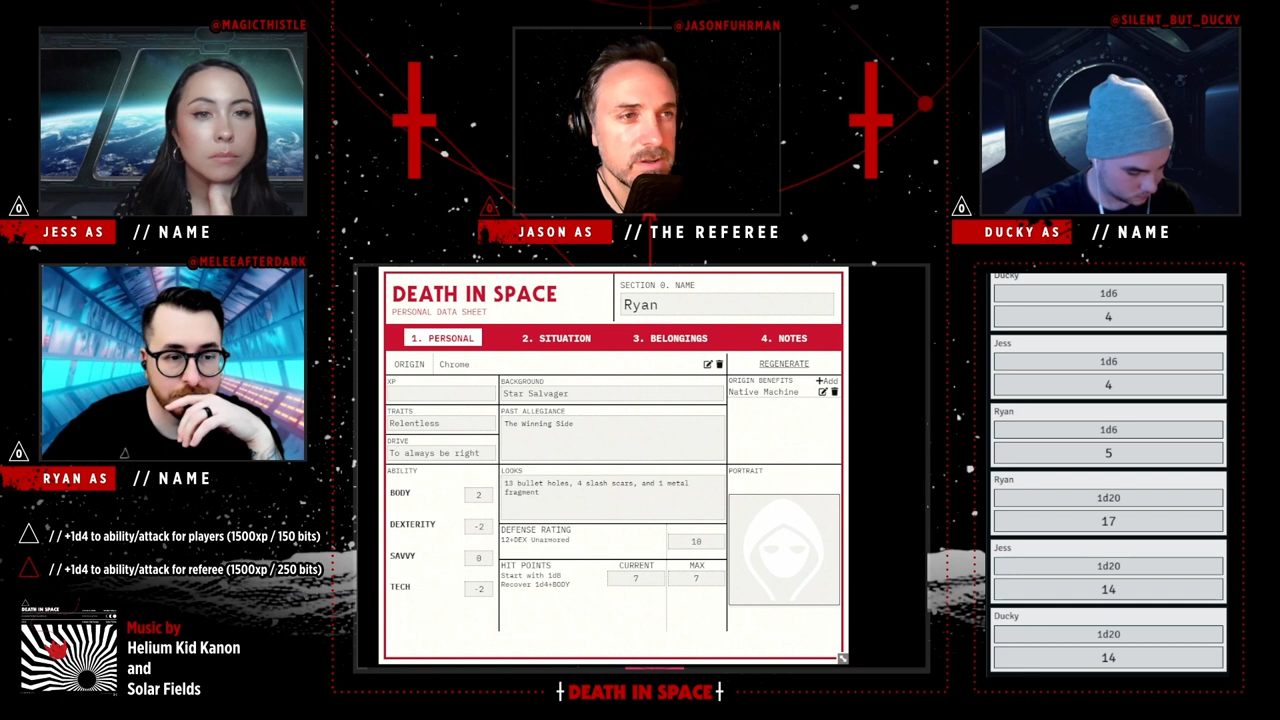 @MAGICTHISTLE
@JASONFUHRMAN
@SILENT_BUT_DUCKY
0
JESS AS // NAME
0
JASON AS // THE REFEREE
0
DUCKY AS // NAME
@MELEEAFTERDARK
0
RYAN AS // NAME
//+1d4 to ability/attack for players (1500xp / 150 bits)
//+1d4 to ability/attack for referee (1500xp / 250 bits)
DEATH IN SPACE
Music by
Helium Kid Kanon
and
Solar Fields
DEATH IN SPACE
PERSONAL DATA SHEET
SECTION 0. NAME
Ryan
1. PERSONAL
2. SITUATION
3. BELONGINGS
4. NOTES
ORIGIN
Chrome
REGENERATE
XP
BACKGROUND
Star Salvager
ORIGIN BENEFITS
+Add
Native Machine
TRAITS
Relentless
PAST ALLEGIANCE
The Winning Side
DRIVE
To always be right
ABILITY
BODY 2
DEXTERITY -2
SAVVY 0
TECH -2
LOOKS
13 bullet holes, 4 slash scars, and 1 metal
fragment
DEFENSE RATING
12+DEX Unarmored
10
HIT POINTS
Start with 1d8
Recover 1d4+BODY
CURRENT
7
MAX
7
PORTRAIT
Ducky
1d6
4
Jess
1d6
4
Ryan
1d6
5
Ryan
1d20
17
Jess
1d20
14
Ducky
1d20
14
DEATH IN SPACE